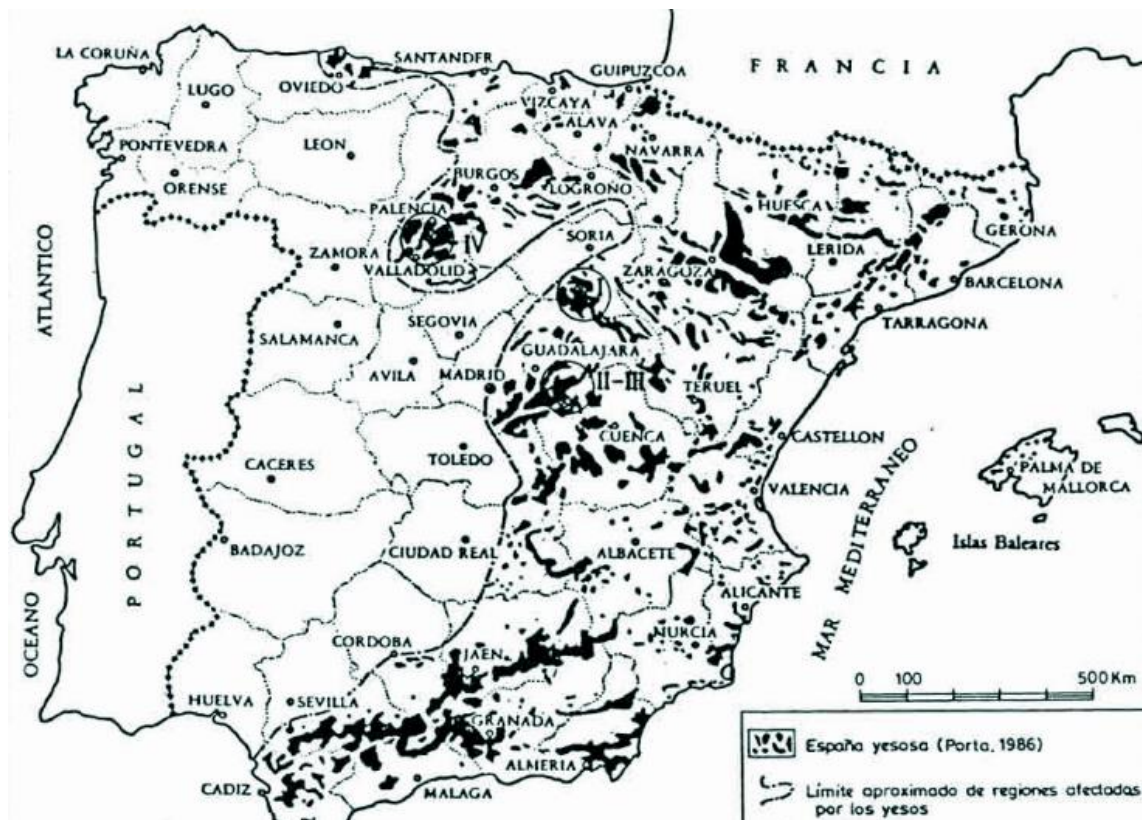 LA CORUÑA
LUGO
OVIEDO
SANTANDER
GUIPUZCOA
FRANCIA
VIZCAYA
ALAVA
PONTEVEDRA
LEON
NAVARRA
ORENSE
BURGOS
LOGROÑO
HUESCA
PALENCIA
GERONA
IV
SORIA
ZAMORA
VALLADOLID
LERIDA
ZARAGOZA
BARCELONA
ATLANTICO
SEGOVIA
TARRAGONA
SALAMANCA
GUADALAJARA
AVILA
MADRID
II-III
TERUEL
PORTUGAL
CUENCA
CASTELLON
CACERES
TOLEDO
PALMA DE
MALLORCA
VALENCIA
MAR MEDITERRANEO
BADAJOZ
CIUDAD REAL
ALBACETE
Islas Baleares
ALICANTE
OCEANO
CORDOBA
JAEN
MURCIA
0 100 500 Km
HUELVA
SEVILLA
GRANADA
España yesosa (Porta, 1986)
ALMERIA
CADIZ
MALAGA
Límite aproximado de regiones afectadas
por los yesos